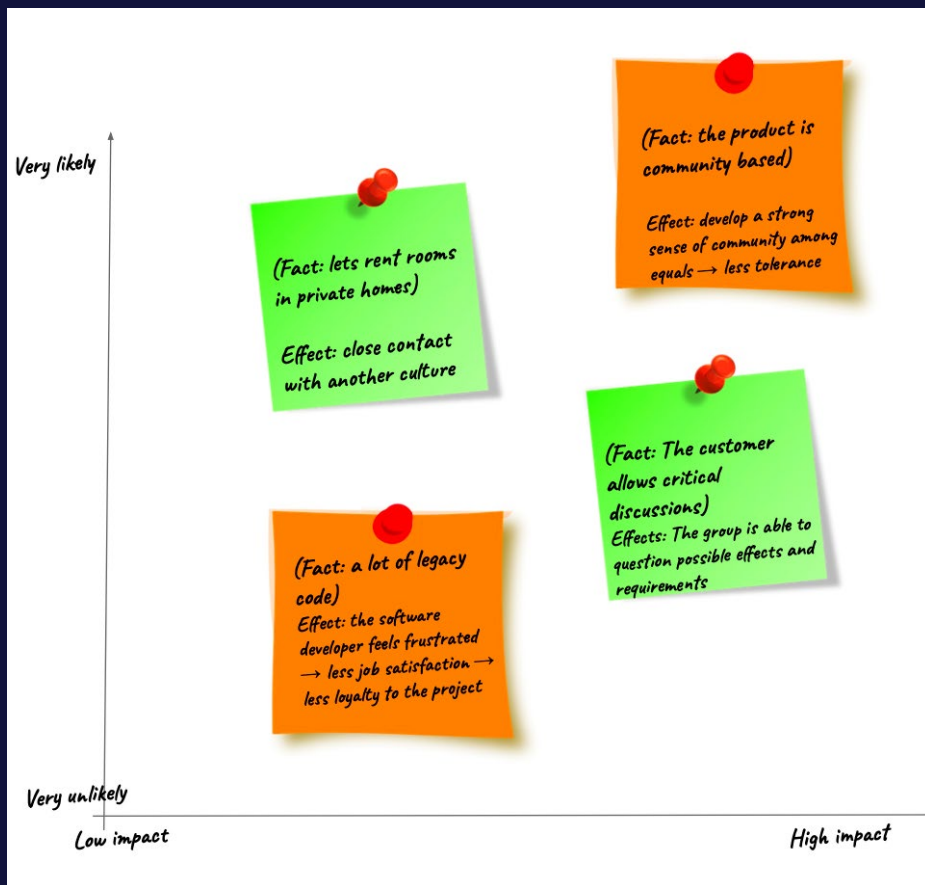 Very likely
(Fact: the product is
community based)
Effect: develop a strong
sense of community among
equals → less tolerance
(Fact: lets rent rooms
in private homes)
Effect: close contact
with another culture
(Fact: The customer
allows critical
discussions)
Effects: The group is able to
question possible effects and
requirements
(Fact: a lot of legacy
code)
Effect: the software
developer feels frustrated
→ less job satisfaction →
less loyalty to the project
Very unlikely
Low impact
High impact